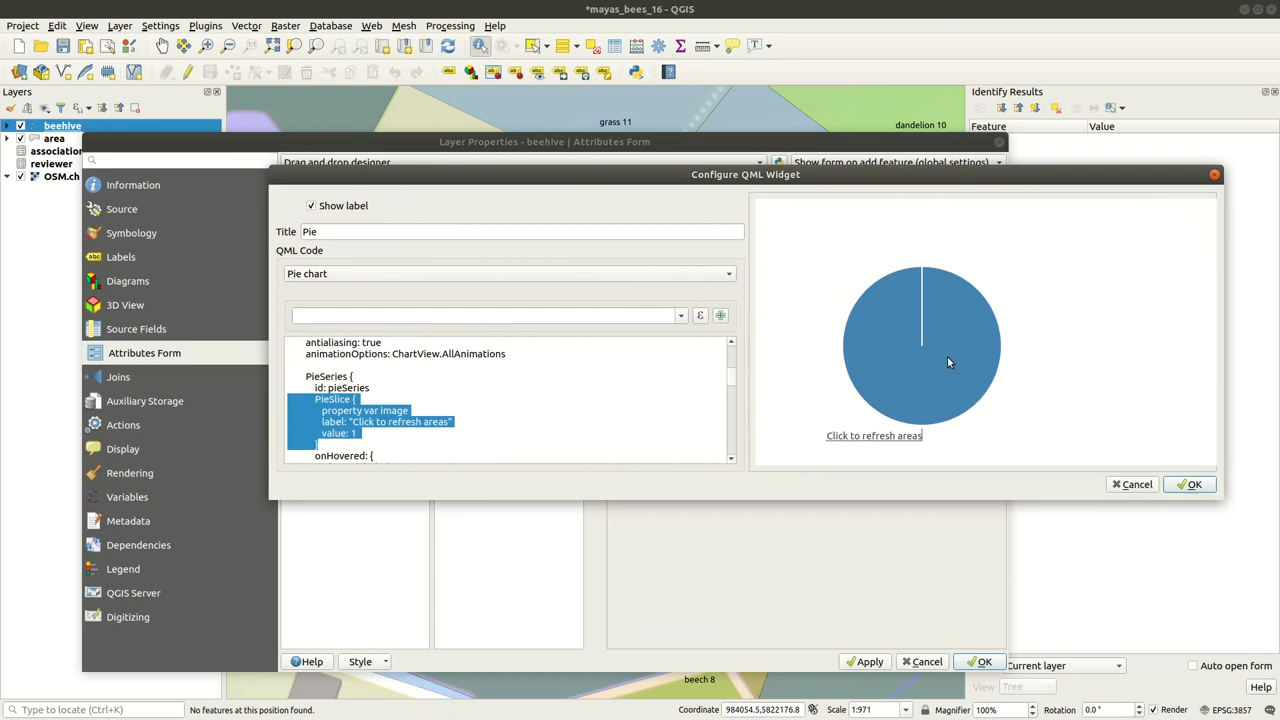 *mayas_bees_16 - QGIS
Project Edit View Layer Settings Plugins Vector Raster Database Web Mesh Processing Help
Layers
Identify Results
Feature Value
beehive
area
association
reviewer
OSM.ch
grass 11
dandelion 10
Layer Properties - beehive | Attributes Form
Drag and drop designer
Show form on add feature (global settings)
Information
Source
Symbology
Labels
Diagrams
3D View
Source Fields
Attributes Form
Joins
Auxiliary Storage
Actions
Display
Rendering
Variables
Metadata
Dependencies
Legend
QGIS Server
Digitizing
Configure QML Widget
Show label
Title Pie
QML Code
Pie chart
ε
antialiasing: true
animationOptions: ChartView.AllAnimations
PieSeries {
id: pieSeries
PieSlice {
property var image
label: "Click to refresh areas"
value: 1
}
onHovered: {
Click to refresh areas
Cancel OK
Help Style Apply Cancel OK
beech 8
Current layer Auto open form
View Tree Help
Type to locate (Ctrl+K) No features at this position found. Coordinate 984054.5,5822176.8 Scale 1:971 Magnifier 100% Rotation 0.0 ° Render EPSG:3857